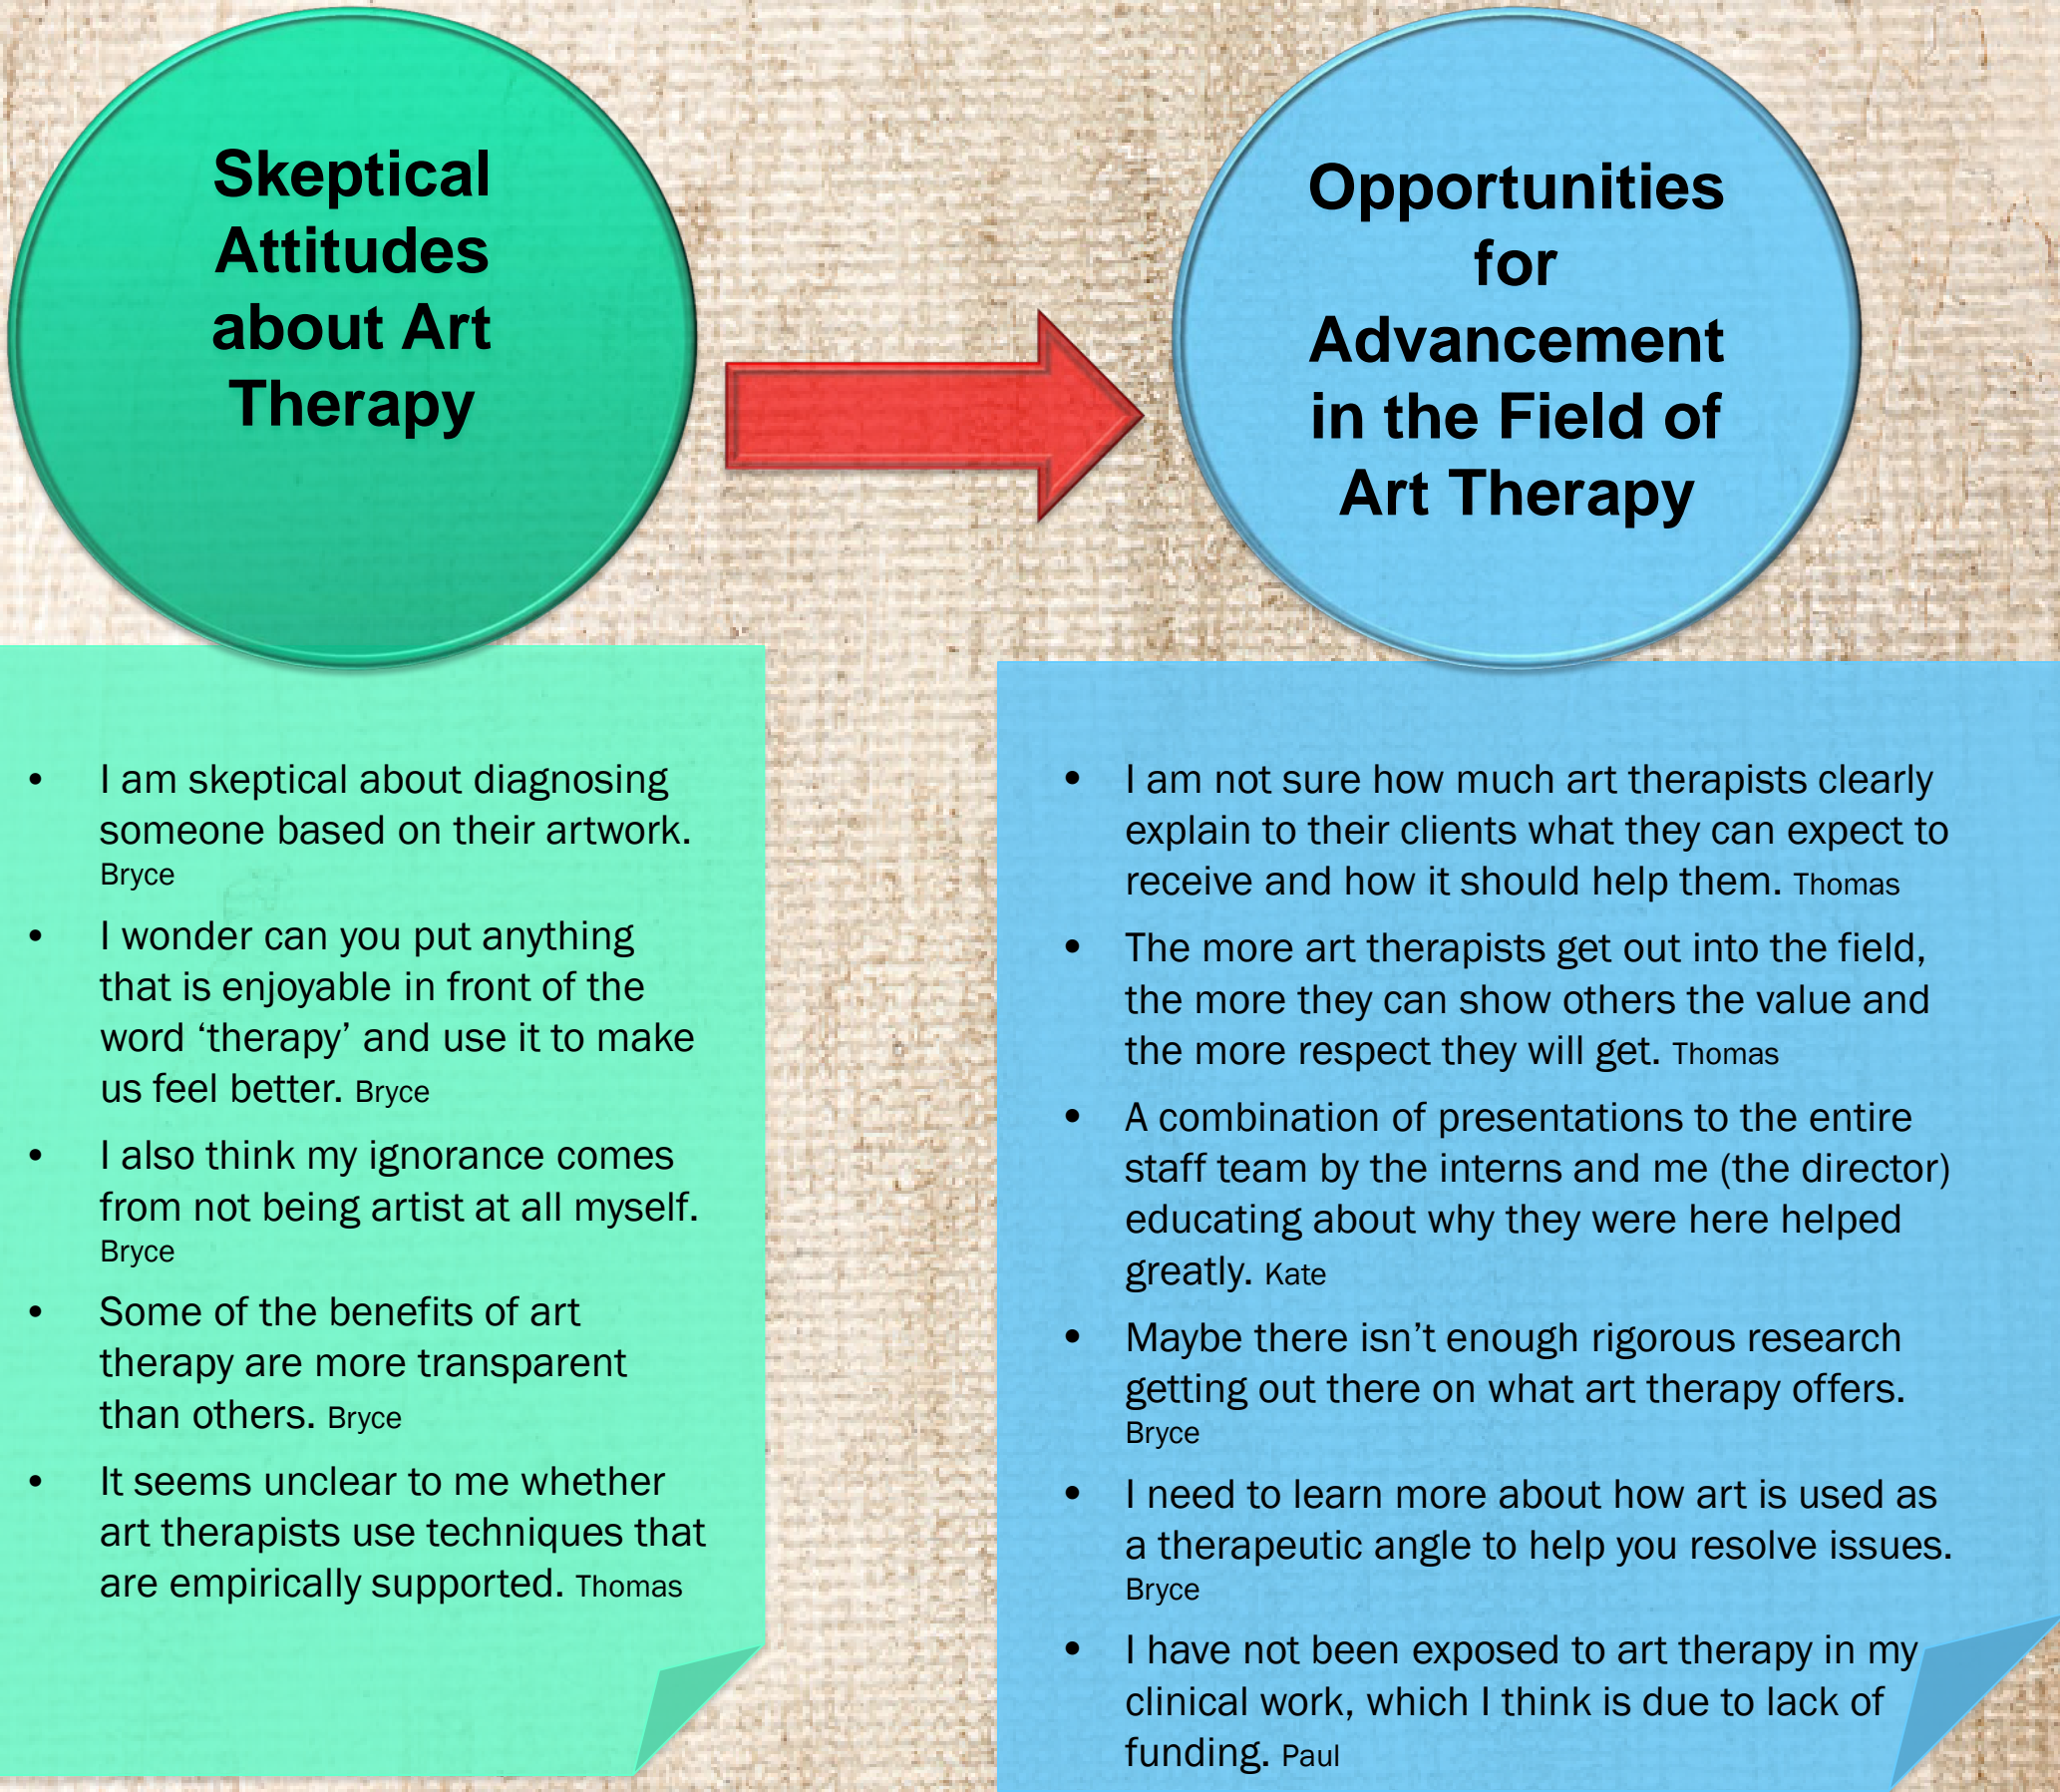 Skeptical
Attitudes
about Art
Therapy
• I am skeptical about diagnosing
someone based on their artwork.
Bryce
• I wonder can you put anything
that is enjoyable in front of the
word ‘therapy’ and use it to make
us feel better. Bryce
• I also think my ignorance comes
from not being artist at all myself.
Bryce
• Some of the benefits of art
therapy are more transparent
than others. Bryce
• It seems unclear to me whether
art therapists use techniques that
are empirically supported. Thomas
Opportunities
for
Advancement
in the Field of
Art Therapy
• I am not sure how much art therapists clearly
explain to their clients what they can expect to
receive and how it should help them. Thomas
• The more art therapists get out into the field,
the more they can show others the value and
the more respect they will get. Thomas
• A combination of presentations to the entire
staff team by the interns and me (the director)
educating about why they were here helped
greatly. Kate
• Maybe there isn’t enough rigorous research
getting out there on what art therapy offers.
Bryce
• I need to learn more about how art is used as
a therapeutic angle to help you resolve issues.
Bryce
• I have not been exposed to art therapy in my
clinical work, which I think is due to lack of
funding. Paul